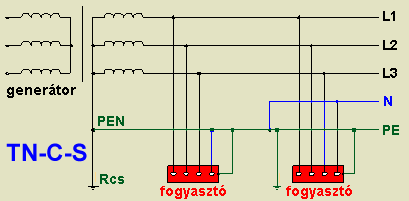 L1
L2
L3
generátor
N
PEN
PE
TN-C-S
Rcs
fogyasztó
fogyasztó